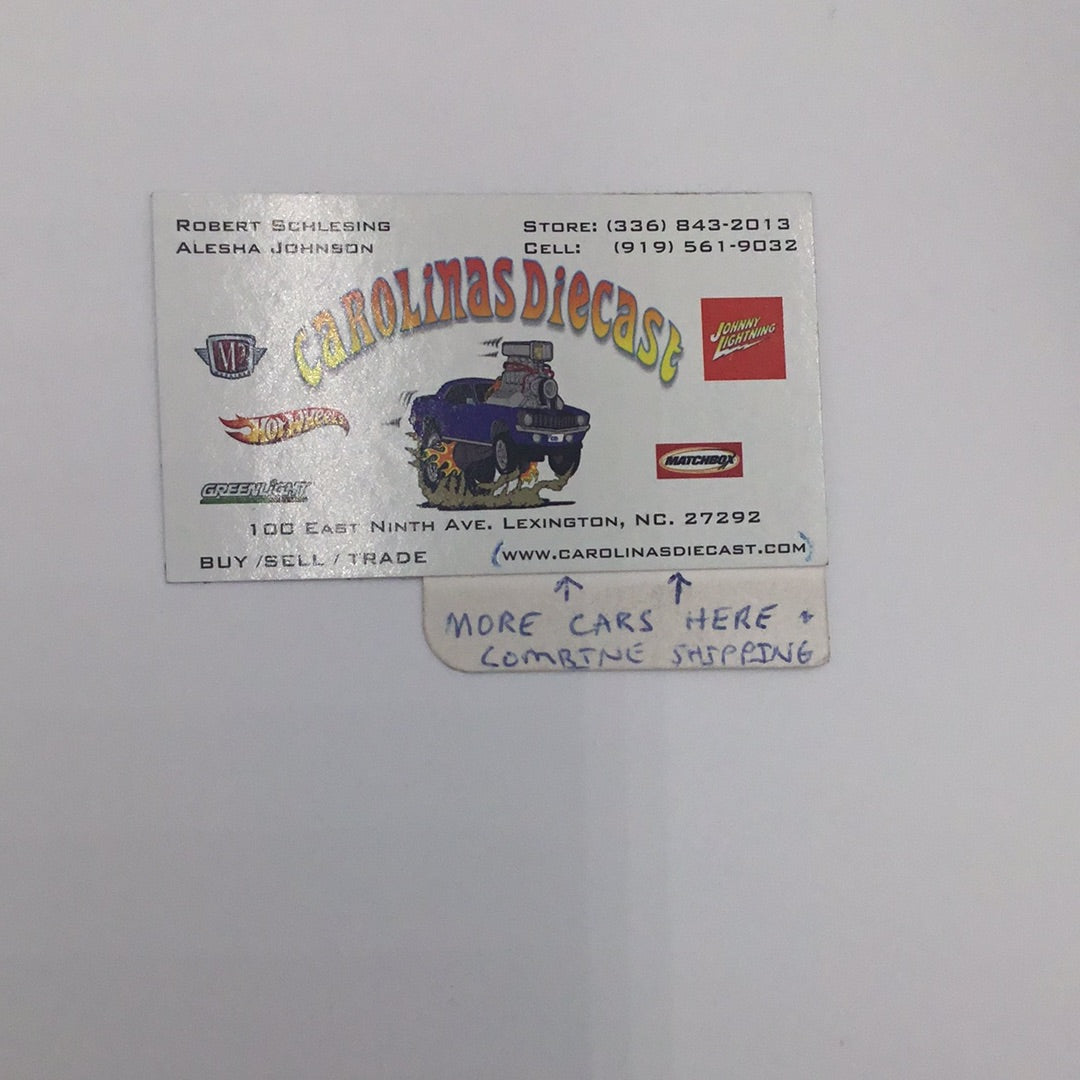 ROBERT SCHLESING
ALESHA JOHNSON
STORE: (336) 843-2013
CELL: (919) 561-9032
CAROLINAS DIECAST
M2
JOHNNY LIGHTNING
HOT WHEELS
MATCHBOX
GREENLIGHT
100 EAST NINTH AVE. LEXINGTON, NC. 27292
BUY /SELL / TRADE
(WWW.CAROLINASDIECAST.COM)
↑ ↑
MORE CARS HERE +
COMBINE SHIPPING